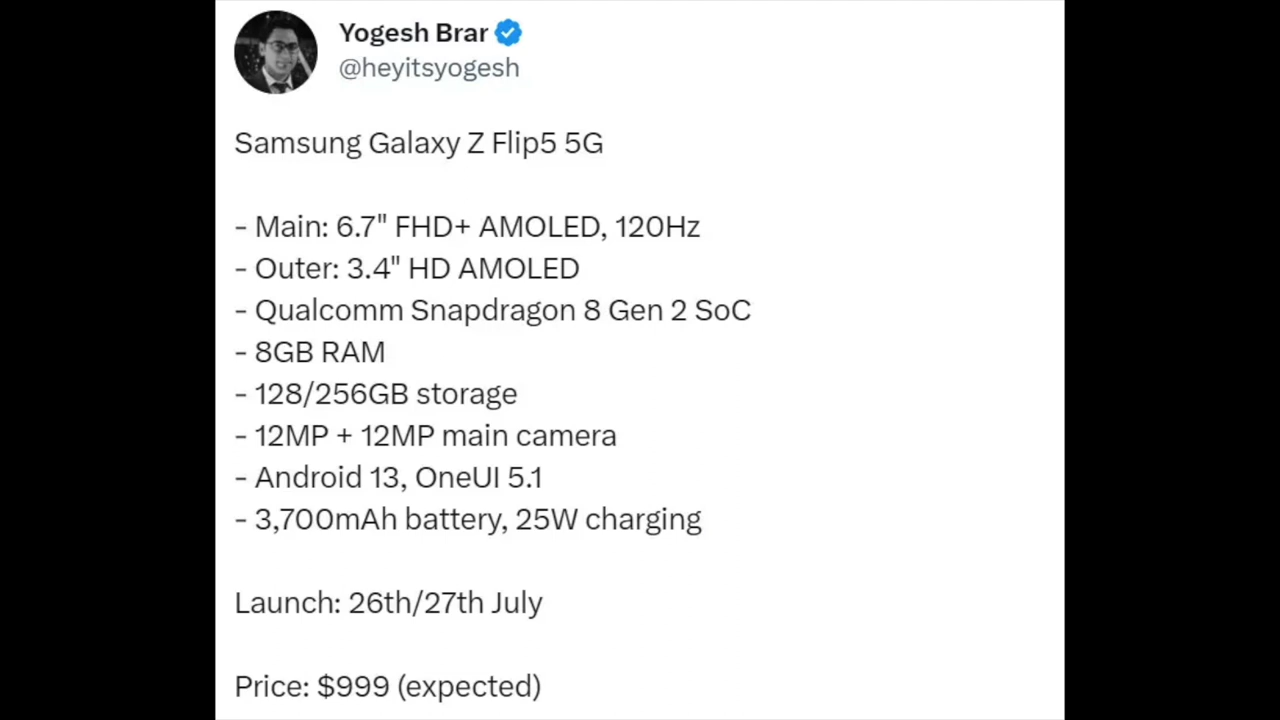 Yogesh Brar
@heyitsyogesh
Samsung Galaxy Z Flip5 5G
- Main: 6.7" FHD+ AMOLED, 120Hz
- Outer: 3.4" HD AMOLED
- Qualcomm Snapdragon 8 Gen 2 SoC
- 8GB RAM
- 128/256GB storage
- 12MP + 12MP main camera
- Android 13, OneUI 5.1
- 3,700mAh battery, 25W charging
Launch: 26th/27th July
Price: $999 (expected)